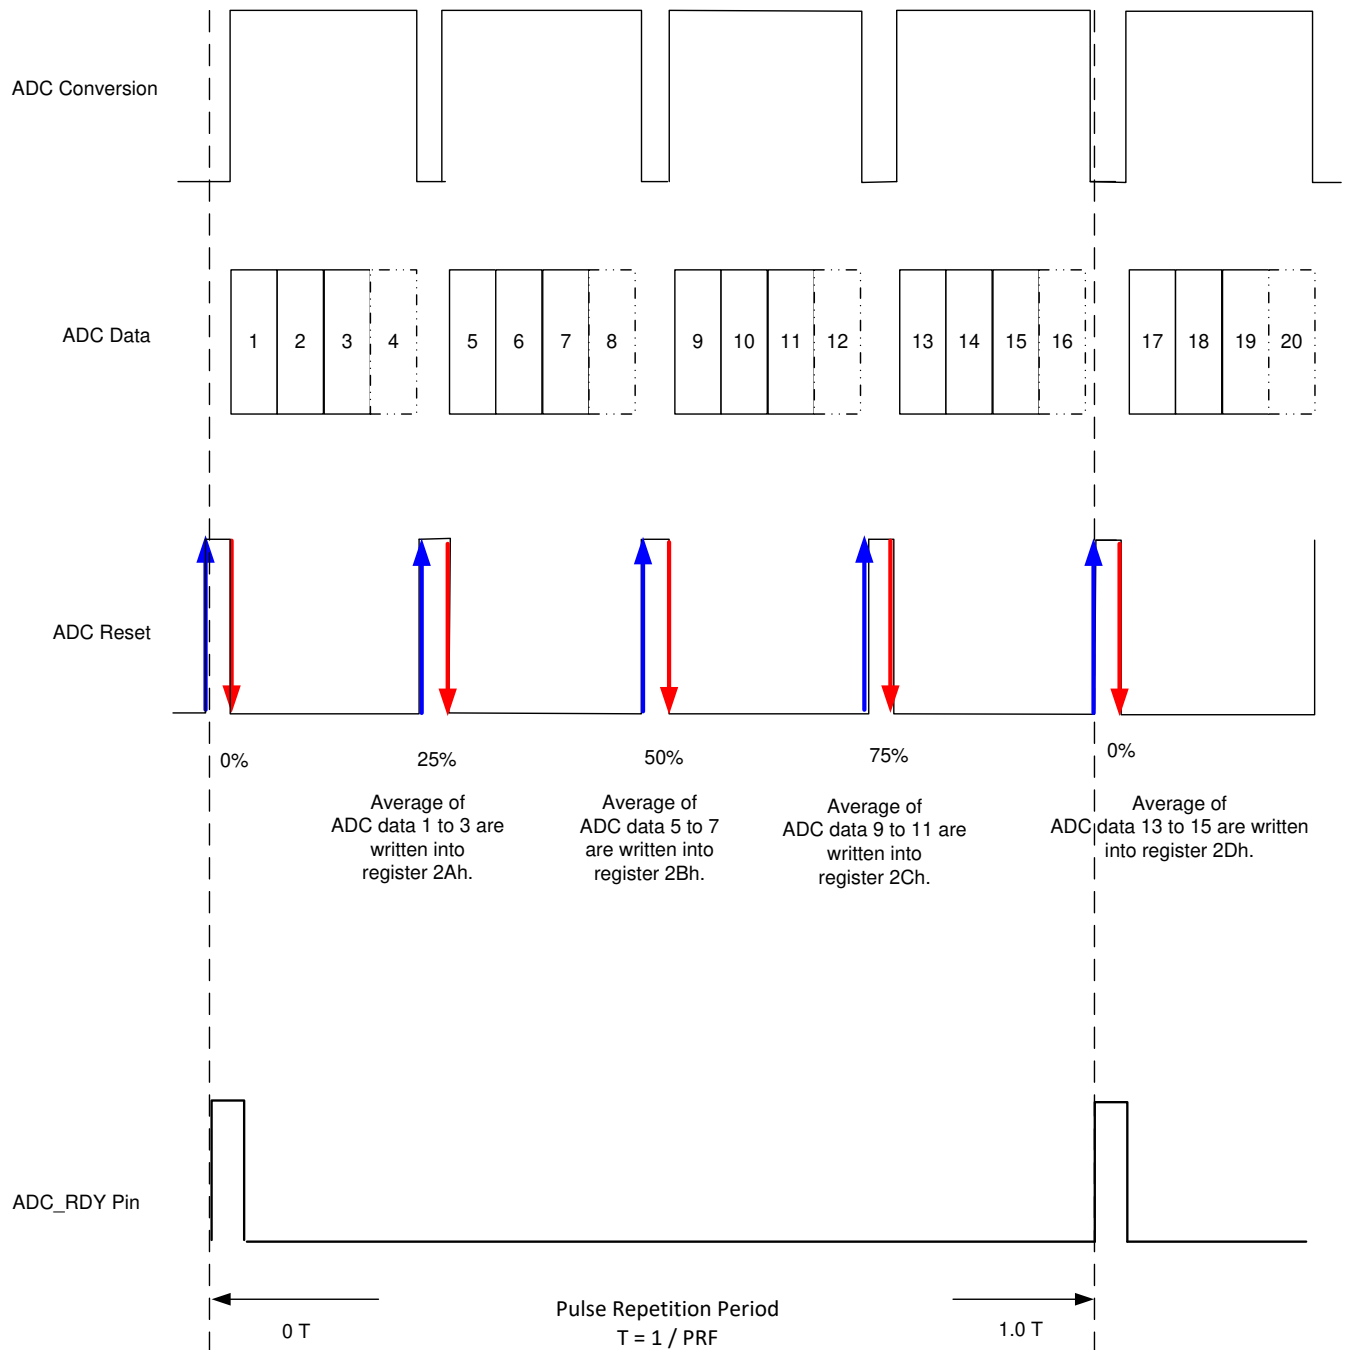 ADC Conversion
ADC Data
1 2 3 4 5 6 7 8 9 10 11 12 13 14 15 16 17 18 19 20
ADC Reset
0% 25% 50% 75% 0%
Average of
ADC data 1 to 3 are
written into
register 2Ah.
Average of
ADC data 5 to 7
are written into
register 2Bh.
Average of
ADC data 9 to 11 are
written into
register 2Ch.
Average of
ADC data 13 to 15 are written
into register 2Dh.
ADC_RDY Pin
0 T
Pulse Repetition Period
T = 1 / PRF
1.0 T